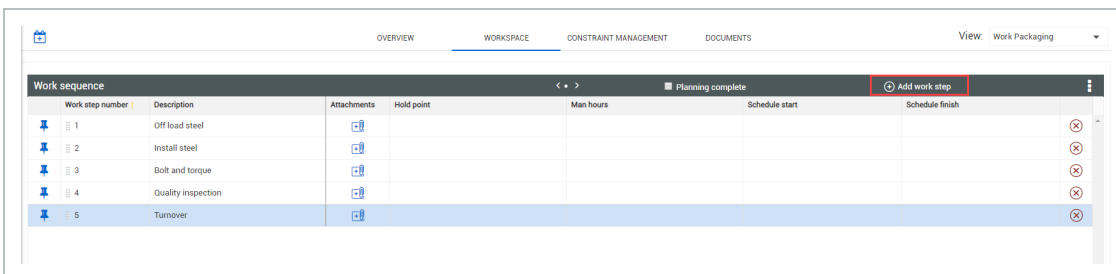 OVERVIEW WORKSPACE CONSTRAINT MANAGEMENT DOCUMENTS View: Work Packaging
Work sequence Planning complete Add work step
Work step number Description Attachments Hold point Man hours Schedule start Schedule finish
1 Off load steel
2 Install steel
3 Bolt and torque
4 Quality inspection
5 Turnover